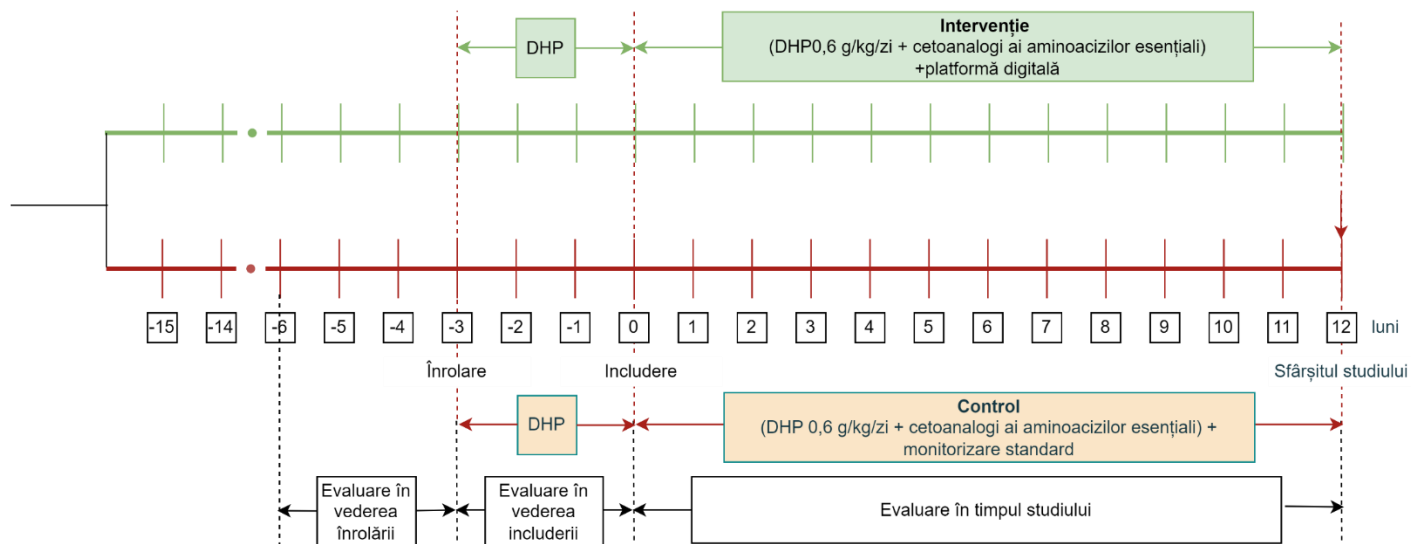 DHP
Intervenție
(DHP0,6 g/kg/zi + cetoanalogi ai aminoacizilor esențiali)
+platformă digitală
-15 -14 -6 -5 -4 -3 -2 -1 0 1 2 3 4 5 6 7 8 9 10 11 12 luni
Înrolare Includere Sfârșitul studiului
DHP
Control
(DHP 0,6 g/kg/zi + cetoanalogi ai aminoacizilor esențiali) +
monitorizare standard
Evaluare în
vederea
înrolării
Evaluare în
vederea
includerii
Evaluare în timpul studiului